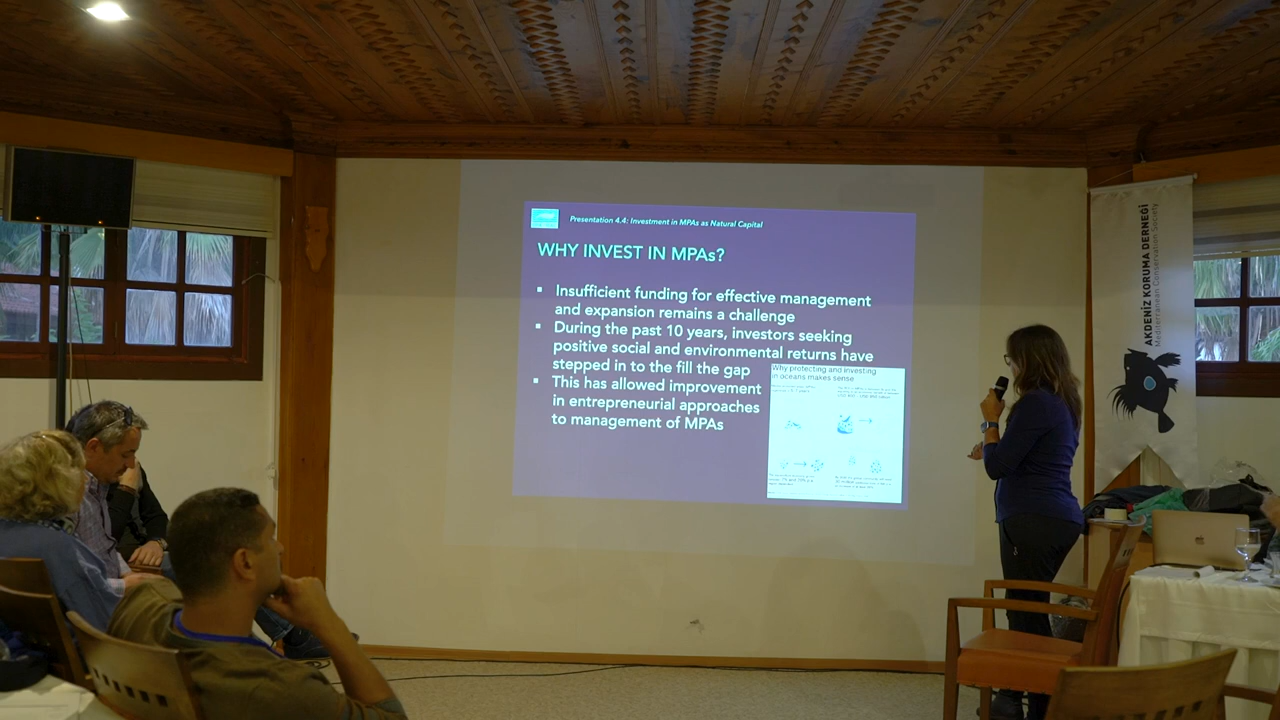 Presentation 4.4: Investment in MPAs as Natural Capital
WHY INVEST IN MPAs?
▪ Insufficient funding for effective management
and expansion remains a challenge
▪ During the past 10 years, investors seeking
positive social and environmental returns have
stepped in to the fill the gap
▪ This has allowed improvement
in entrepreneurial approaches
to management of MPAs
Why protecting and investing
in oceans makes sense
AKDENİZ KORUMA DERNEĞİ
Mediterranean Conservation Society